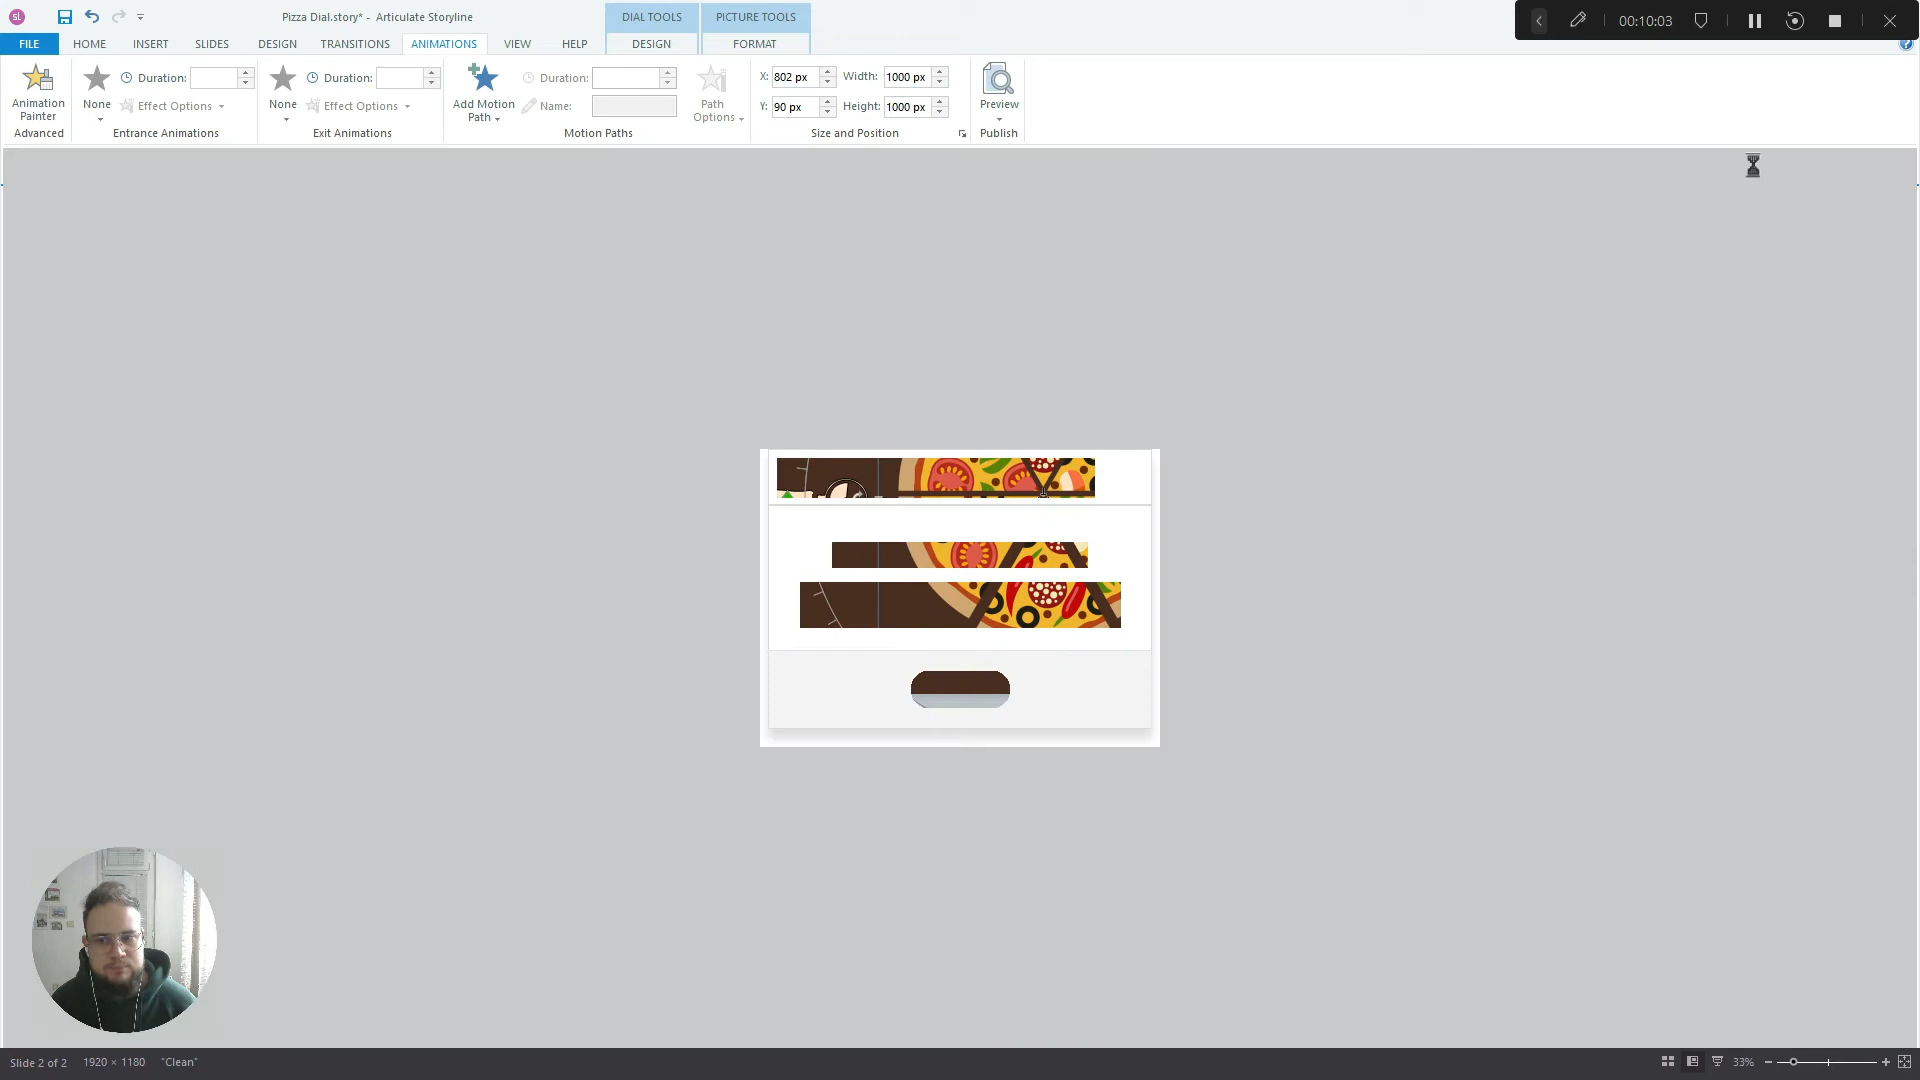 sl
Pizza Dial.story* - Articulate Storyline
DIAL TOOLS
PICTURE TOOLS
00:10:03
FILE
HOME
INSERT
SLIDES
DESIGN
TRANSITIONS
ANIMATIONS
VIEW
HELP
DESIGN
FORMAT
?
Animation Painter
Advanced
None
Duration:
Effect Options
Entrance Animations
None
Duration:
Effect Options
Exit Animations
Add Motion Path
Duration:
Name:
Path Options
Motion Paths
X: 802 px
Width: 1000 px
Y: 90 px
Height: 1000 px
Size and Position
Preview
Publish
Slide 2 of 2
1920 × 1180
"Clean"
33%